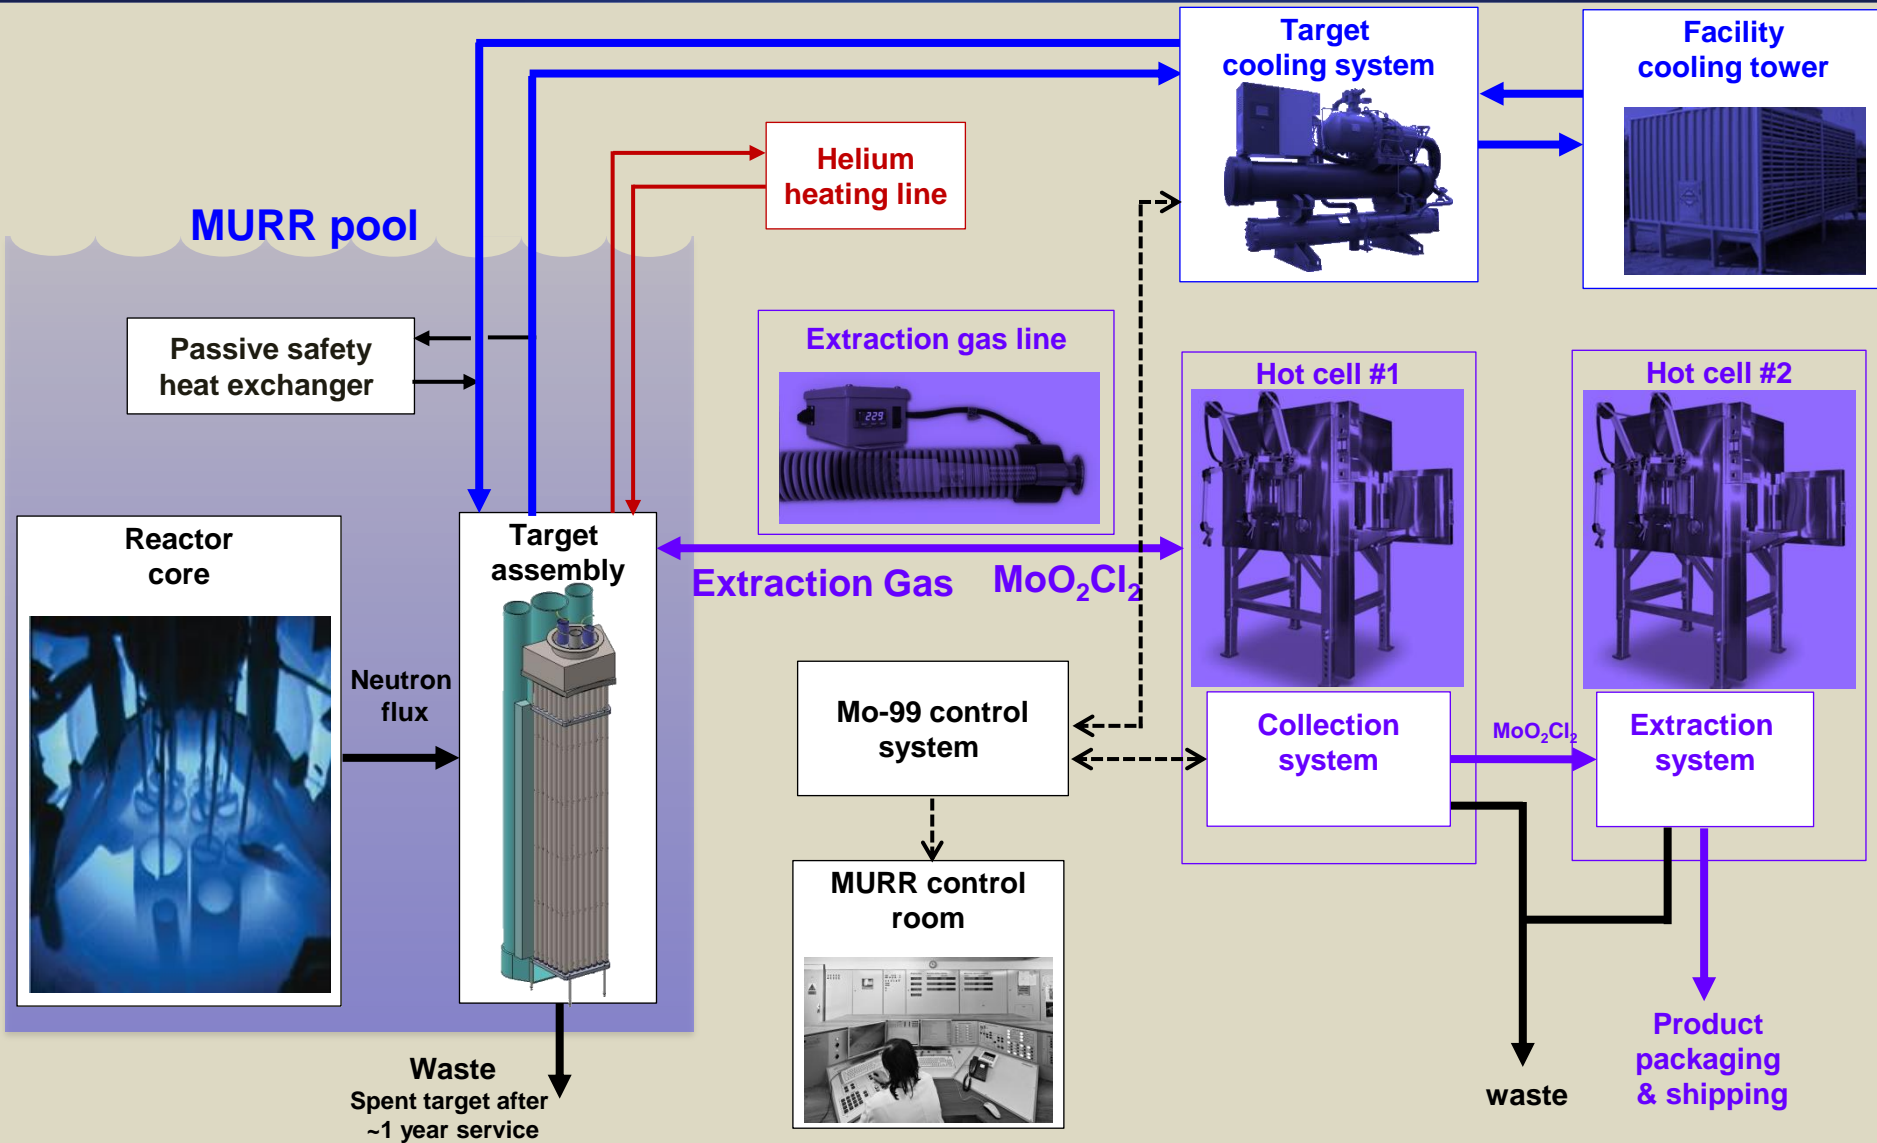 Target
cooling system
Facility
cooling tower
Helium
heating line
MURR pool
Passive safety
heat exchanger
Extraction gas line
229
Hot cell #1
Hot cell #2
Reactor
core
Target
assembly
Extraction Gas MoO₂Cl₂
Neutron
flux
Mo-99 control
system
Collection
system
MoO₂Cl₂
Extraction
system
MURR control
room
Waste
Spent target after
~1 year service
waste
Product
packaging
& shipping